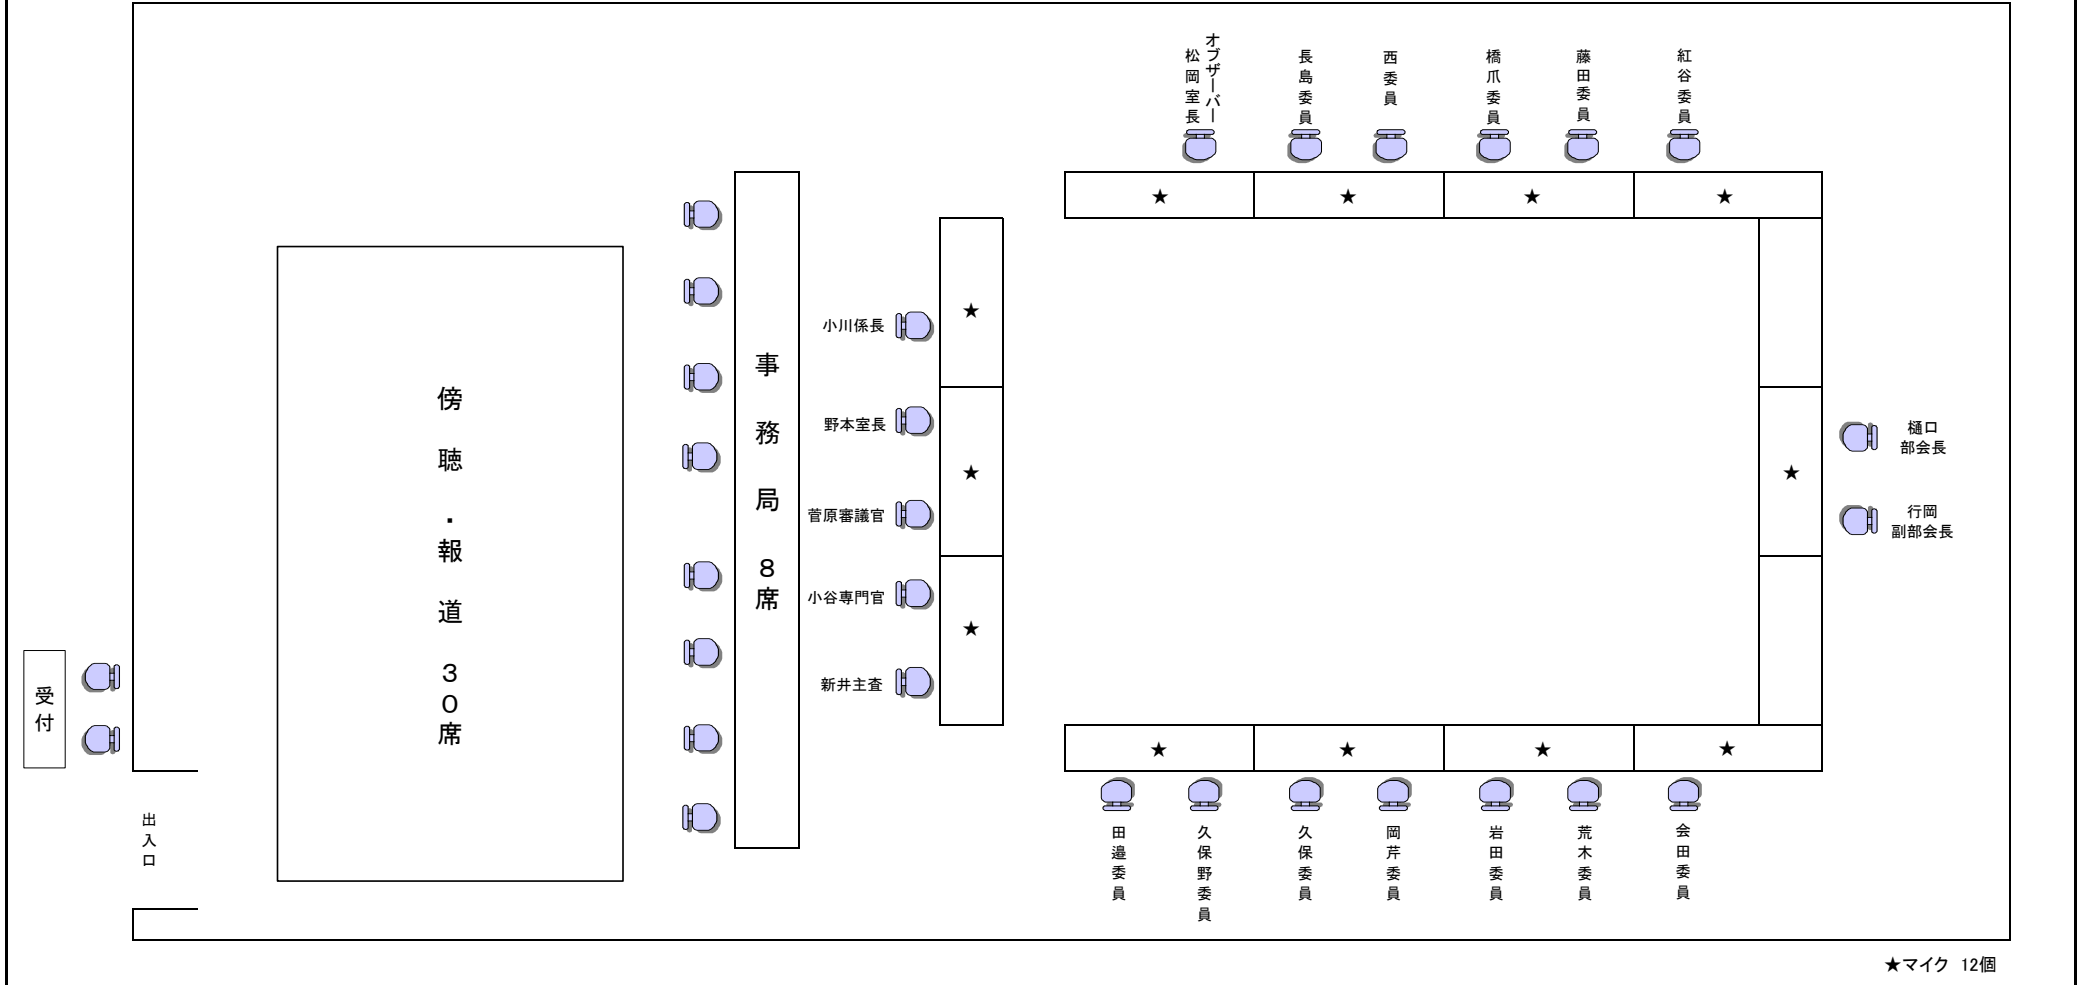 オブザーバー
松岡室長
長島委員
西委員
橋爪委員
藤田委員
紅谷委員
★
★
★
★
傍聴・報道 30席
事務局 8席
小川係長
野本室長
菅原審議官
小谷専門官
新井主査
★
★
★
★
樋口
部会長
行岡
副部会長
受付
出入口
★
★
★
★
田邉委員
久保野委員
久保委員
岡芹委員
岩田委員
荒木委員
会田委員
★マイク 12個